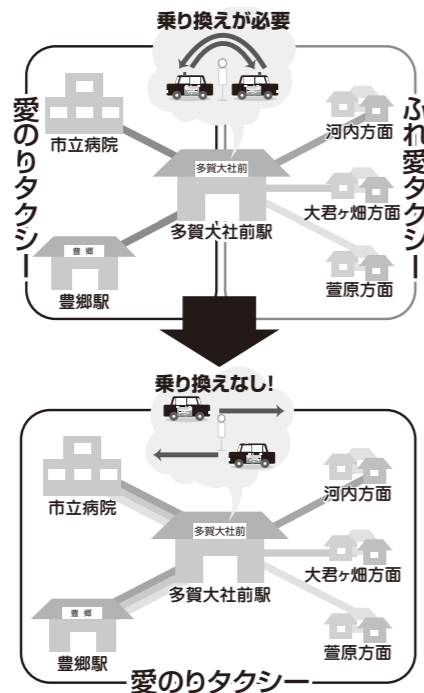 乗り換えが必要
愛のりタクシー
ふれ愛タクシー
市立病院
河内方面
多賀大社前
大君ヶ畑方面
多賀大社前駅
豊郷
豊郷駅
萱原方面
乗り換えなし!
市立病院
河内方面
多賀大社前
大君ヶ畑方面
多賀大社前駅
豊郷
豊郷駅
萱原方面
愛のりタクシー